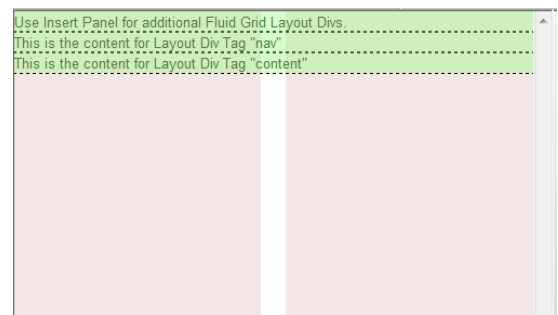 Use Insert Panel for additional Fluid Grid Layout Divs.
This is the content for Layout Div Tag "nav"
This is the content for Layout Div Tag "content"